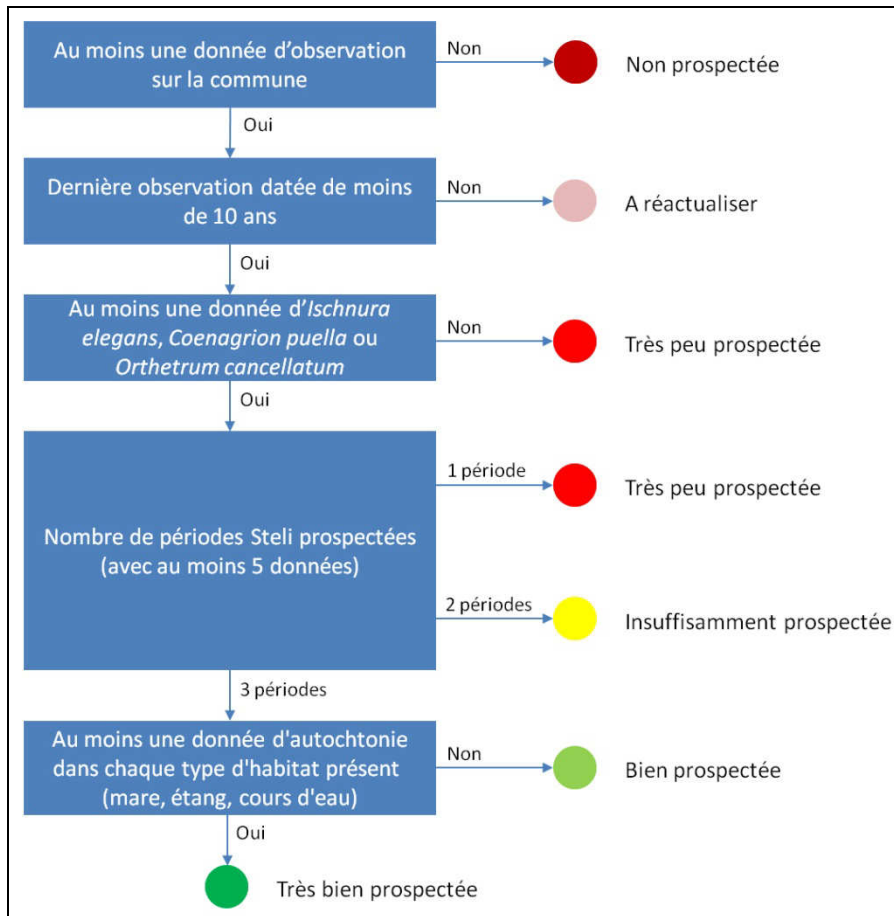 Au moins une donnée d’observation
sur la commune
Non
Non prospectée
Oui
Dernière observation datée de moins
de 10 ans
Non
A réactualiser
Oui
Au moins une donnée d’Ischnura
elegans, Coenagrion puella ou
Orthetrum cancellatum
Non
Très peu prospectée
Oui
Nombre de périodes Steli prospectées
(avec au moins 5 données)
1 période
Très peu prospectée
2 périodes
Insuffisamment prospectée
3 périodes
Au moins une donnée d'autochtonie
dans chaque type d'habitat présent
(mare, étang, cours d'eau)
Non
Bien prospectée
Oui
Très bien prospectée